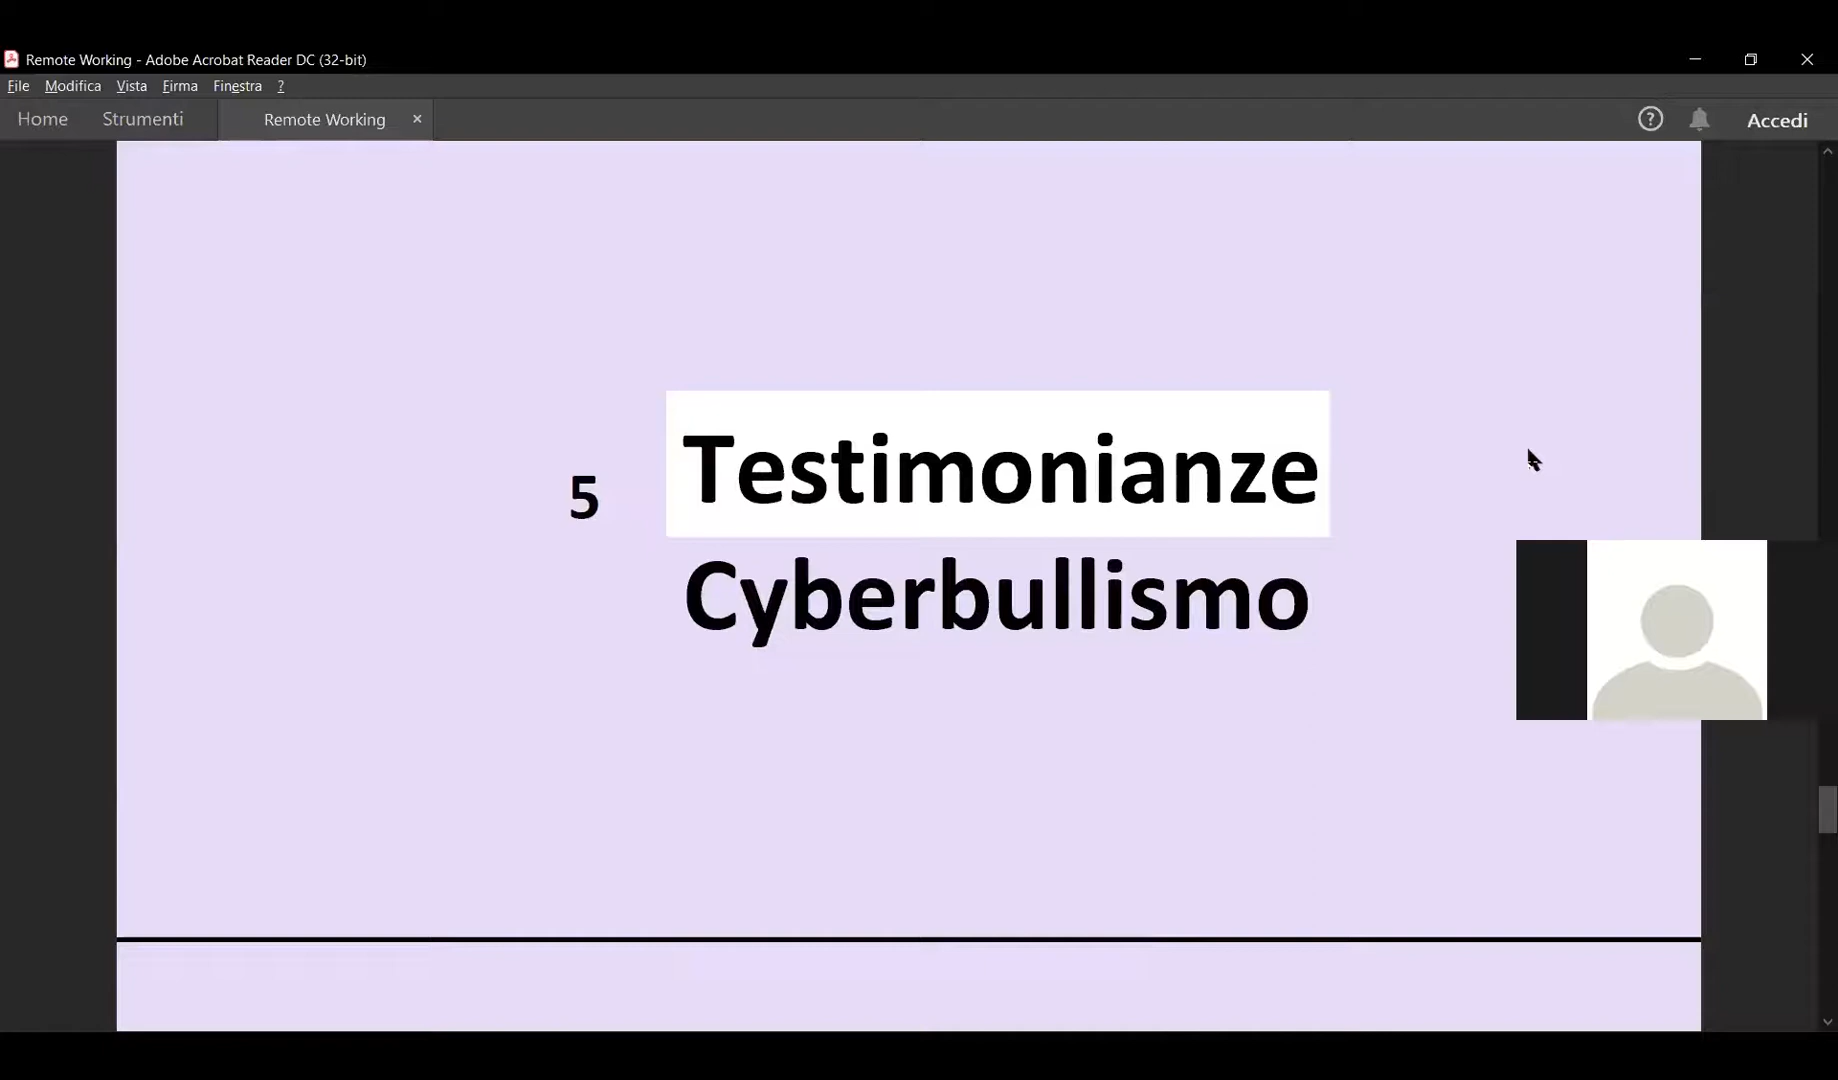 Remote Working - Adobe Acrobat Reader DC (32-bit)
File Modifica Vista Firma Finestra ?
Home Strumenti Remote Working × ? Accedi
5 Testimonianze
Cyberbullismo